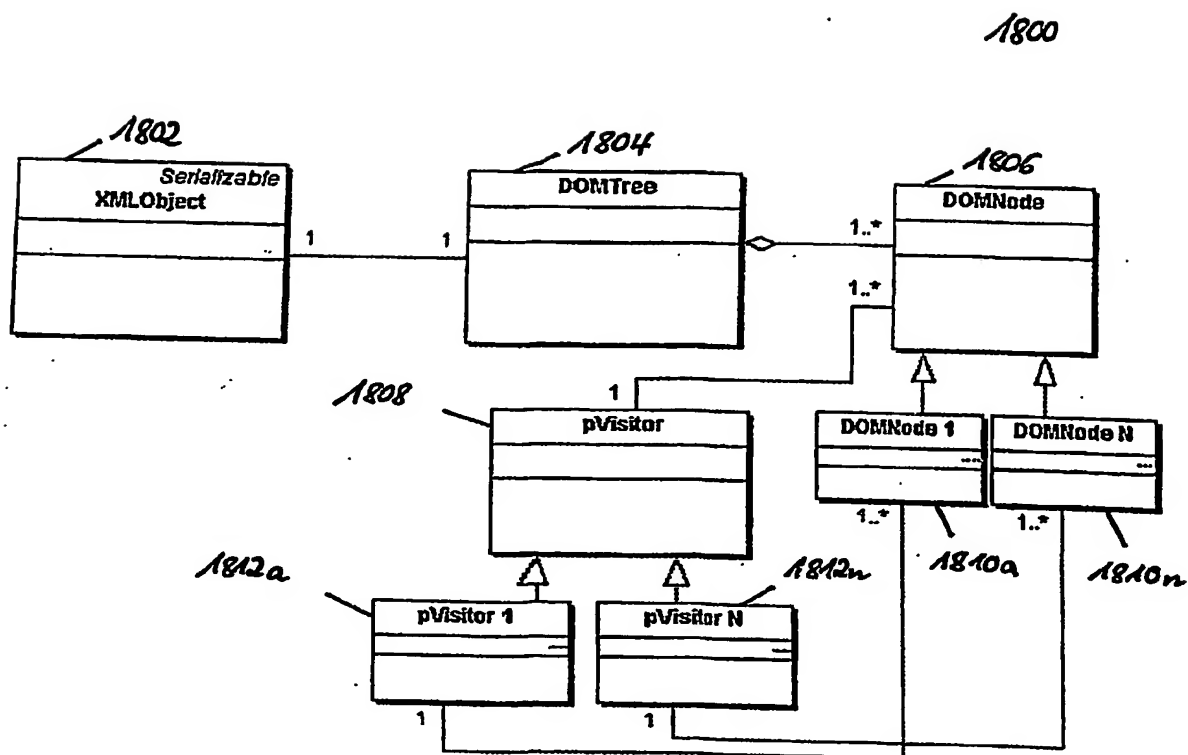 1800
1802
1804
1806
Serializable
XMLObject
DOMTree
DOMNode
1
1
1..*
1..*
1808
1
pVisitor
DOMNode 1
DOMNode N
....
...
1..*
1..*
1812a
1812n
1810a
1810n
pVisitor 1
pVisitor N
1
1